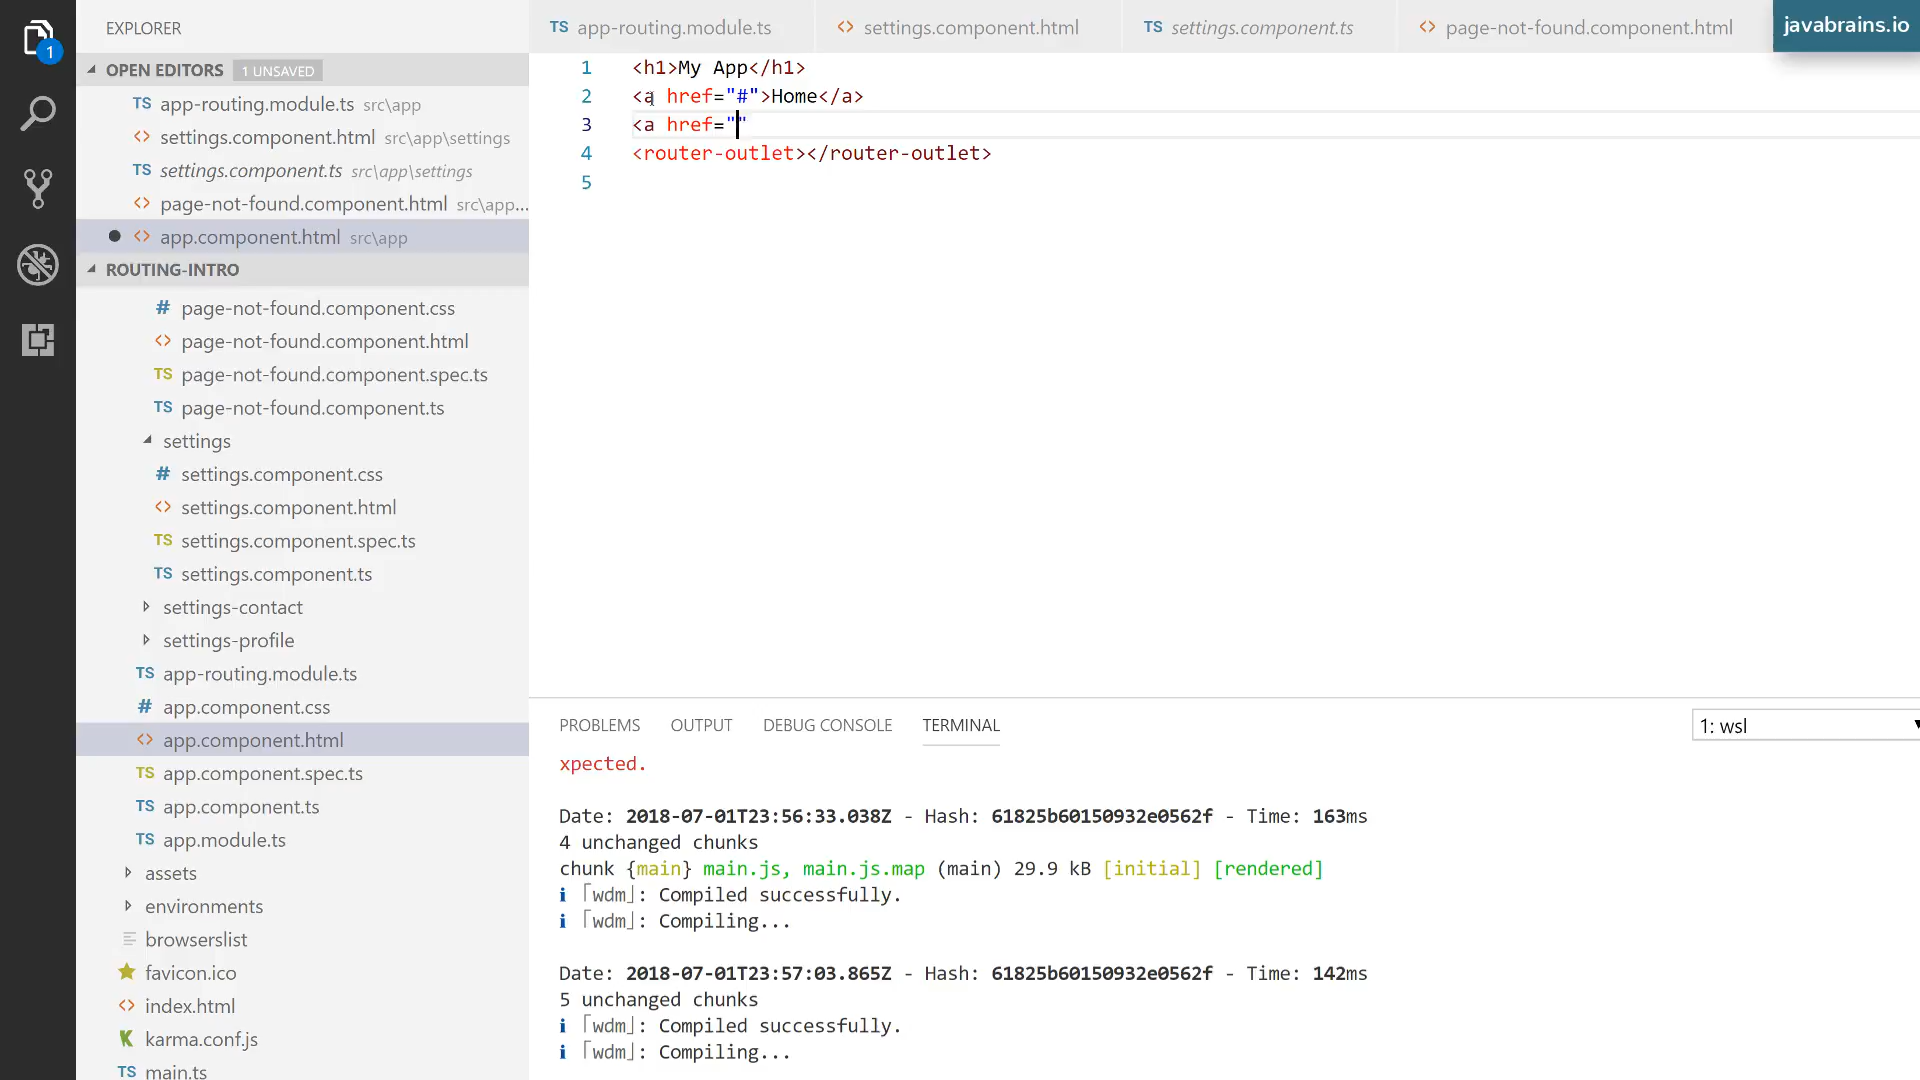 1
EXPLORER
OPEN EDITORS 1 UNSAVED
TS app-routing.module.ts src\app
<> settings.component.html src\app\settings
TS settings.component.ts src\app\settings
<> page-not-found.component.html src\app...
<> app.component.html src\app
ROUTING-INTRO
# page-not-found.component.css
<> page-not-found.component.html
TS page-not-found.component.spec.ts
TS page-not-found.component.ts
settings
# settings.component.css
<> settings.component.html
TS settings.component.spec.ts
TS settings.component.ts
settings-contact
settings-profile
TS app-routing.module.ts
# app.component.css
<> app.component.html
TS app.component.spec.ts
TS app.component.ts
TS app.module.ts
assets
environments
browserslist
favicon.ico
<> index.html
K karma.conf.js
TS main.ts
TS app-routing.module.ts <> settings.component.html TS settings.component.ts <> page-not-found.component.html
javabrains.io
1 <h1>My App</h1>
2 <a href="#">Home</a>
3 <a href=""
4 <router-outlet></router-outlet>
5
PROBLEMS OUTPUT DEBUG CONSOLE TERMINAL 1: wsl
xpected.
Date: 2018-07-01T23:56:33.038Z - Hash: 61825b60150932e0562f - Time: 163ms
4 unchanged chunks
chunk {main} main.js, main.js.map (main) 29.9 kB [initial] [rendered]
i ｢wdm｣: Compiled successfully.
i ｢wdm｣: Compiling...
Date: 2018-07-01T23:57:03.865Z - Hash: 61825b60150932e0562f - Time: 142ms
5 unchanged chunks
i ｢wdm｣: Compiled successfully.
i ｢wdm｣: Compiling...